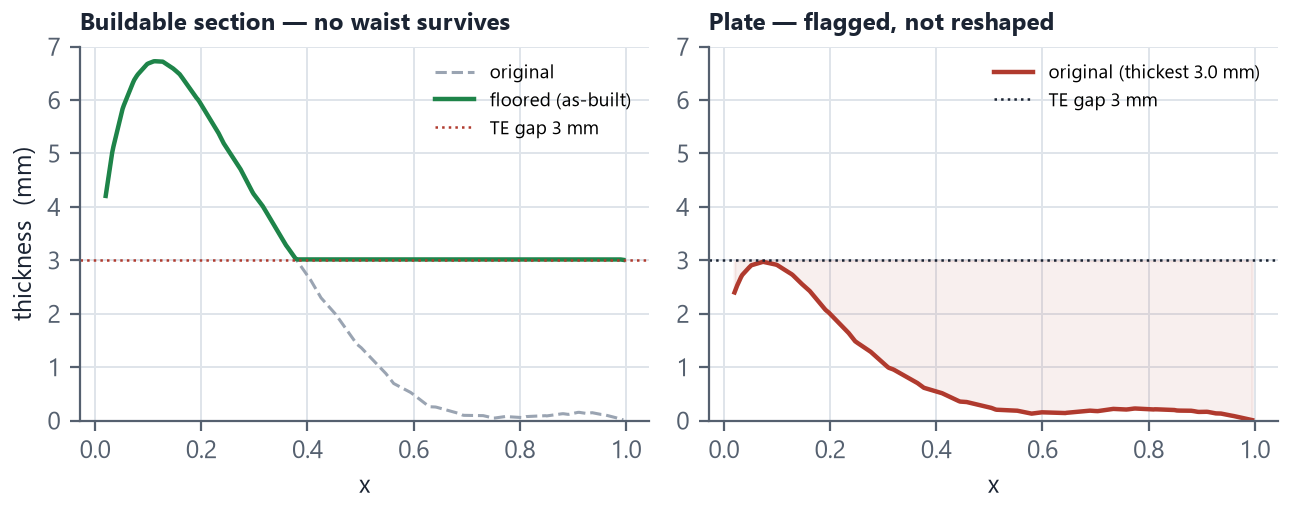 Buildable section — no waist survives
Plate — flagged, not reshaped
thickness (mm)
7
6
5
4
3
2
1
0
original
floored (as-built)
TE gap 3 mm
0.0 0.2 0.4 0.6 0.8 1.0
x
7
6
5
4
3
2
1
0
original (thickest 3.0 mm)
TE gap 3 mm
0.0 0.2 0.4 0.6 0.8 1.0
x